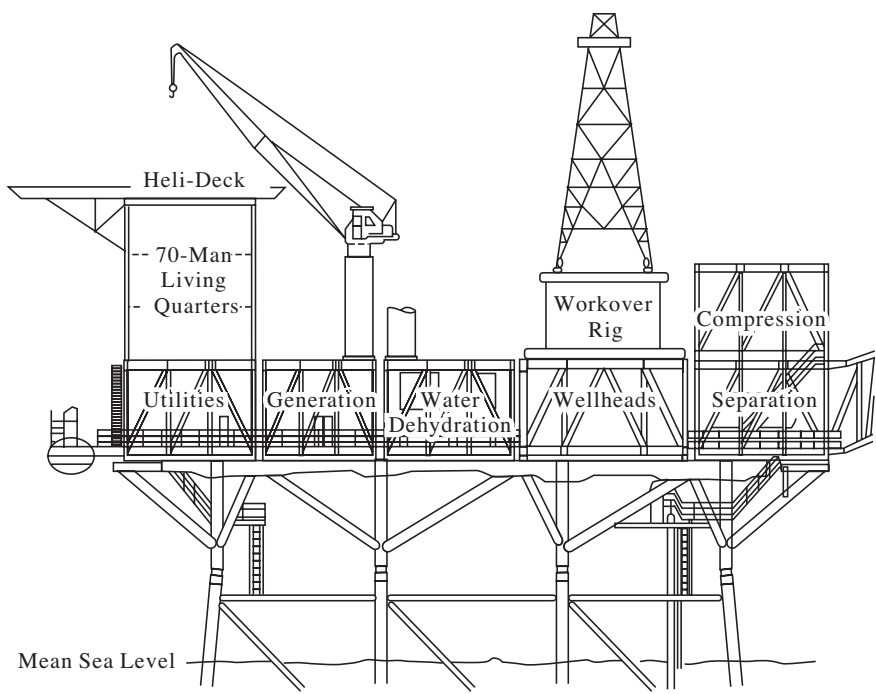 Heli-Deck
70-Man
Living
Quarters
Workover
Rig
Compression
Utilities
Generation
Water
Dehydration
Wellheads
Separation
Mean Sea Level